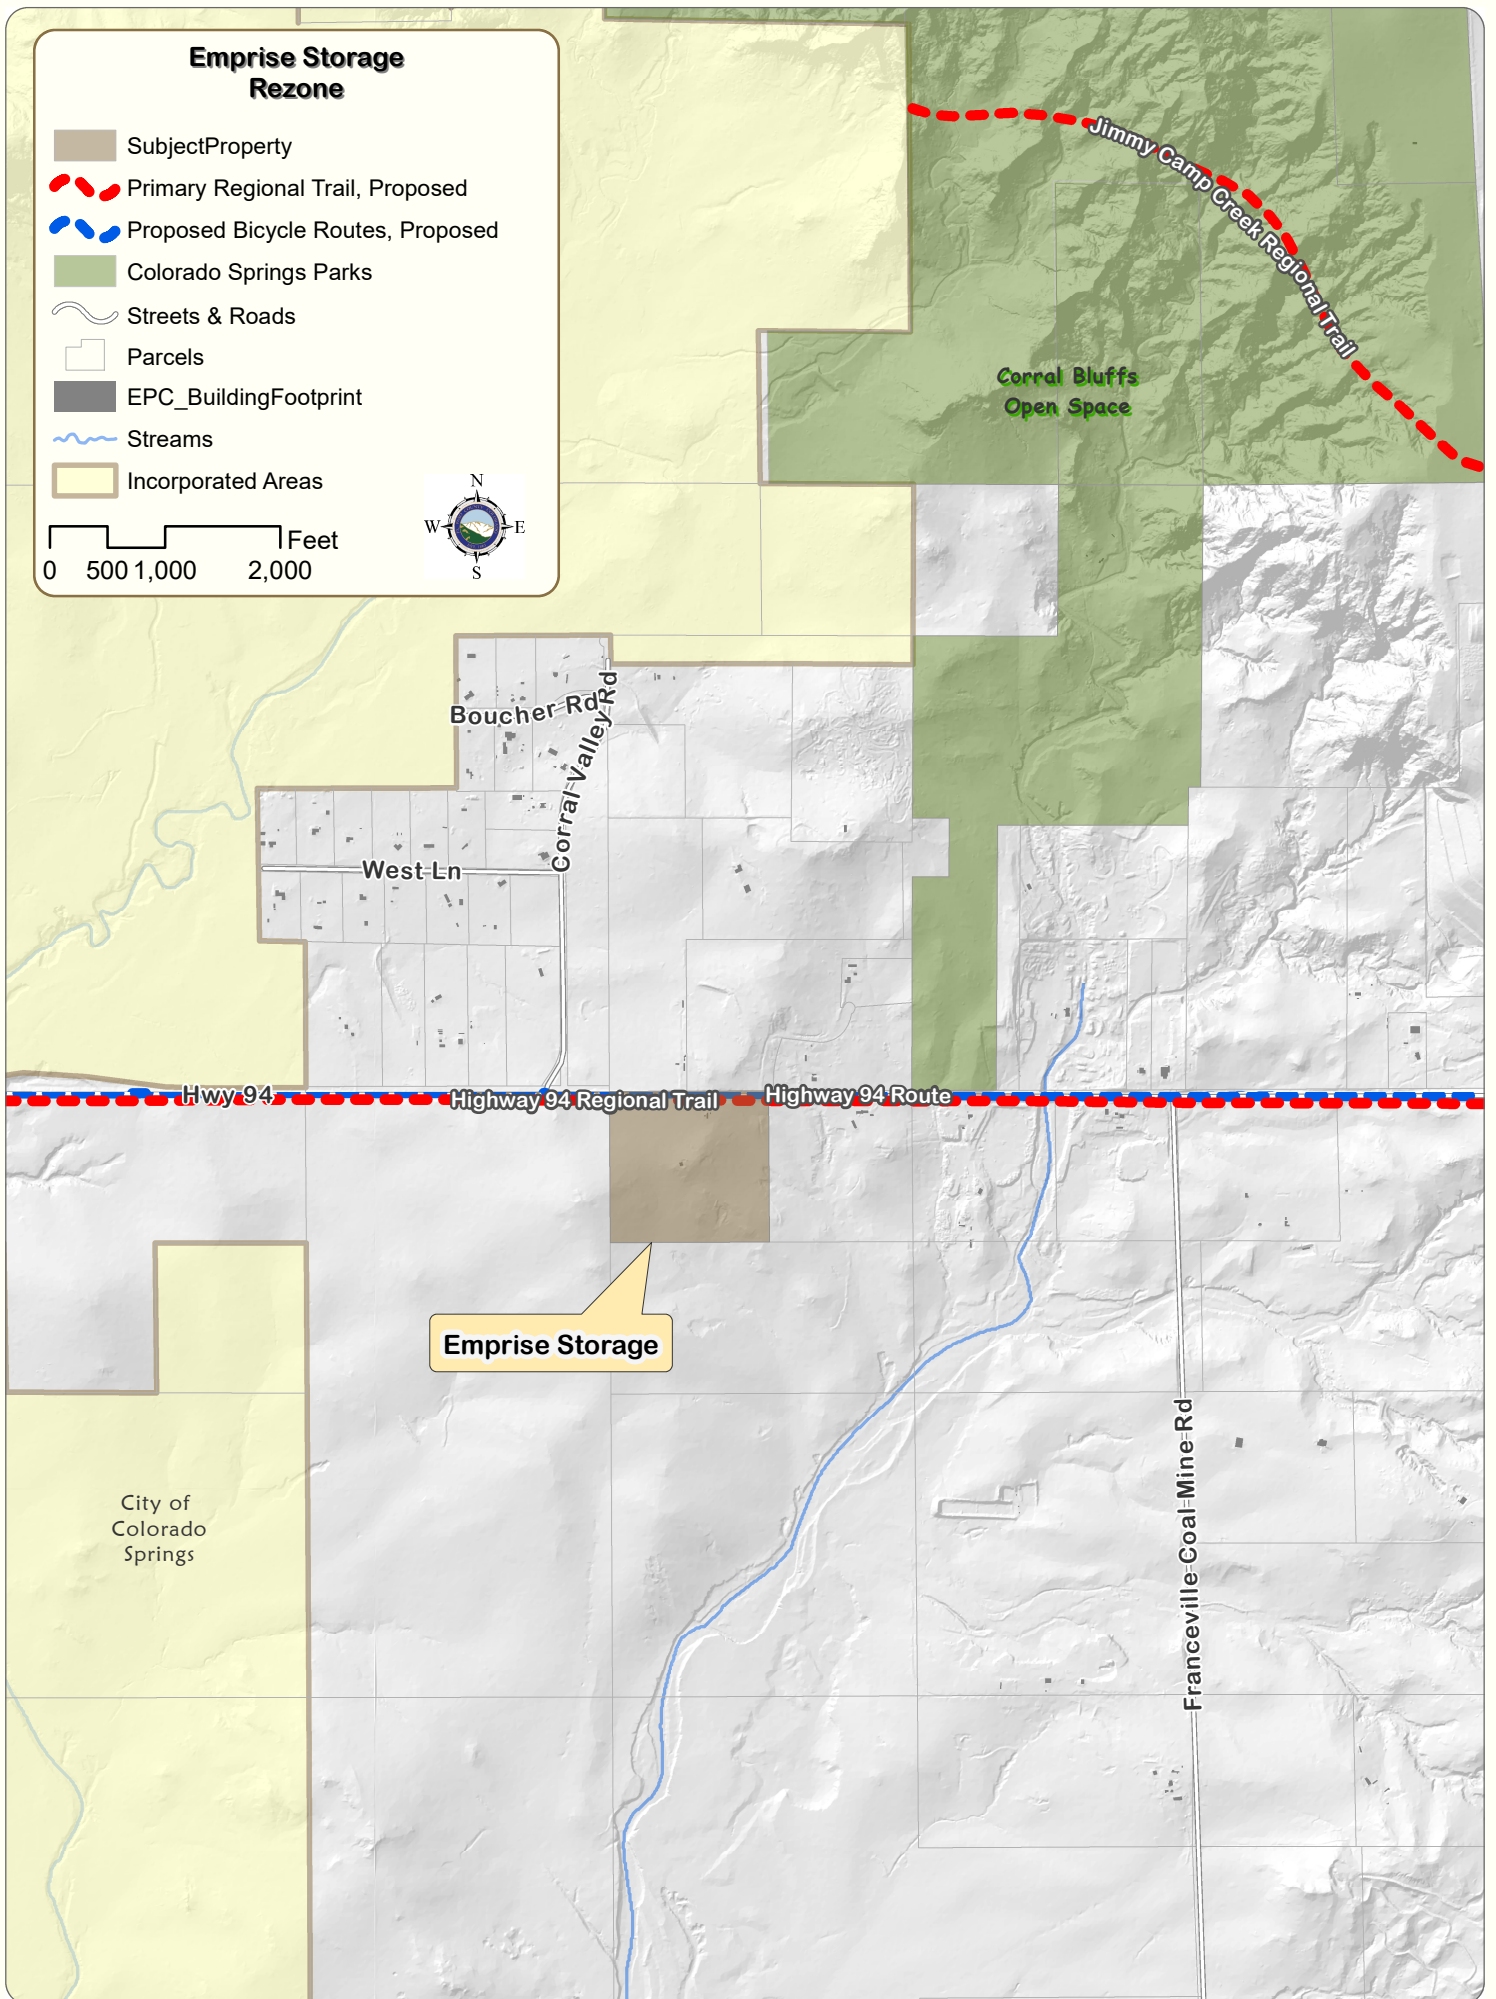 Emprise Storage
Rezone
SubjectProperty
Primary Regional Trail, Proposed
Proposed Bicycle Routes, Proposed
Colorado Springs Parks
Streets & Roads
Parcels
EPC_BuildingFootprint
Streams
Incorporated Areas
Feet
0 500 1,000 2,000
N
W E
S
Jimmy Camp Creek Regional Trail
Corral Bluffs
Open Space
Boucher Rd
Corral Valley Rd
West Ln
Hwy 94
Highway 94 Regional Trail
Highway 94 Route
Emprise Storage
Franceville Coal Mine Rd
City of
Colorado
Springs